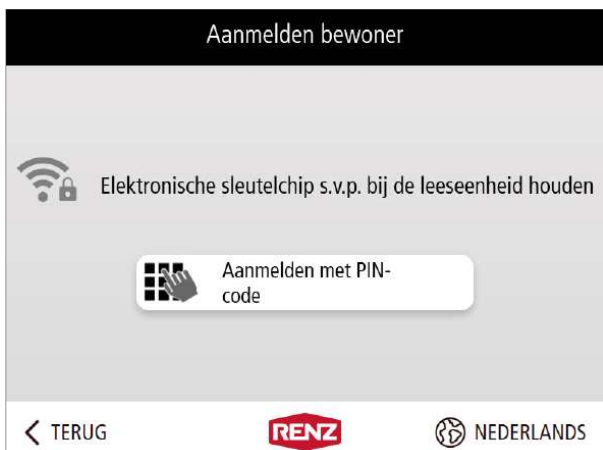 Aanmelden bewoner
Elektronische sleutelchip s.v.p. bij de leeseenheid houden
Aanmelden met PIN-
code
TERUG
RENZ
NEDERLANDS